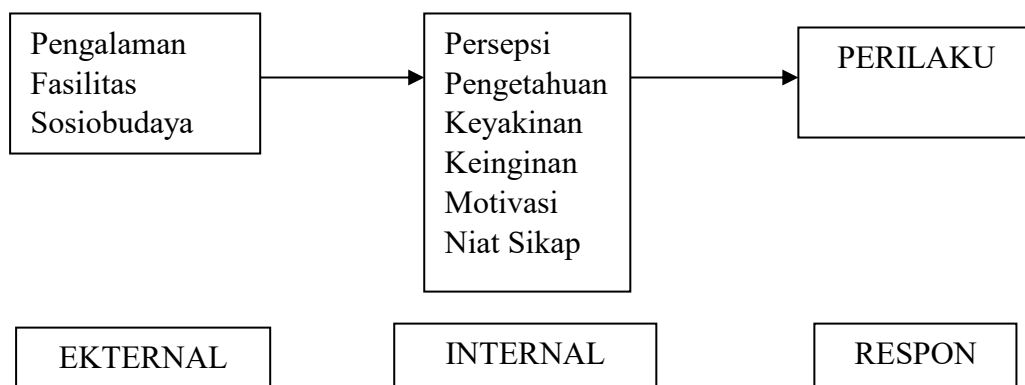 Pengalaman
Fasilitas
Sosiobudaya
Persepsi
Pengetahuan
Keyakinan
Keinginan
Motivasi
Niat Sikap
PERILAKU
EKTERNAL
INTERNAL
RESPON